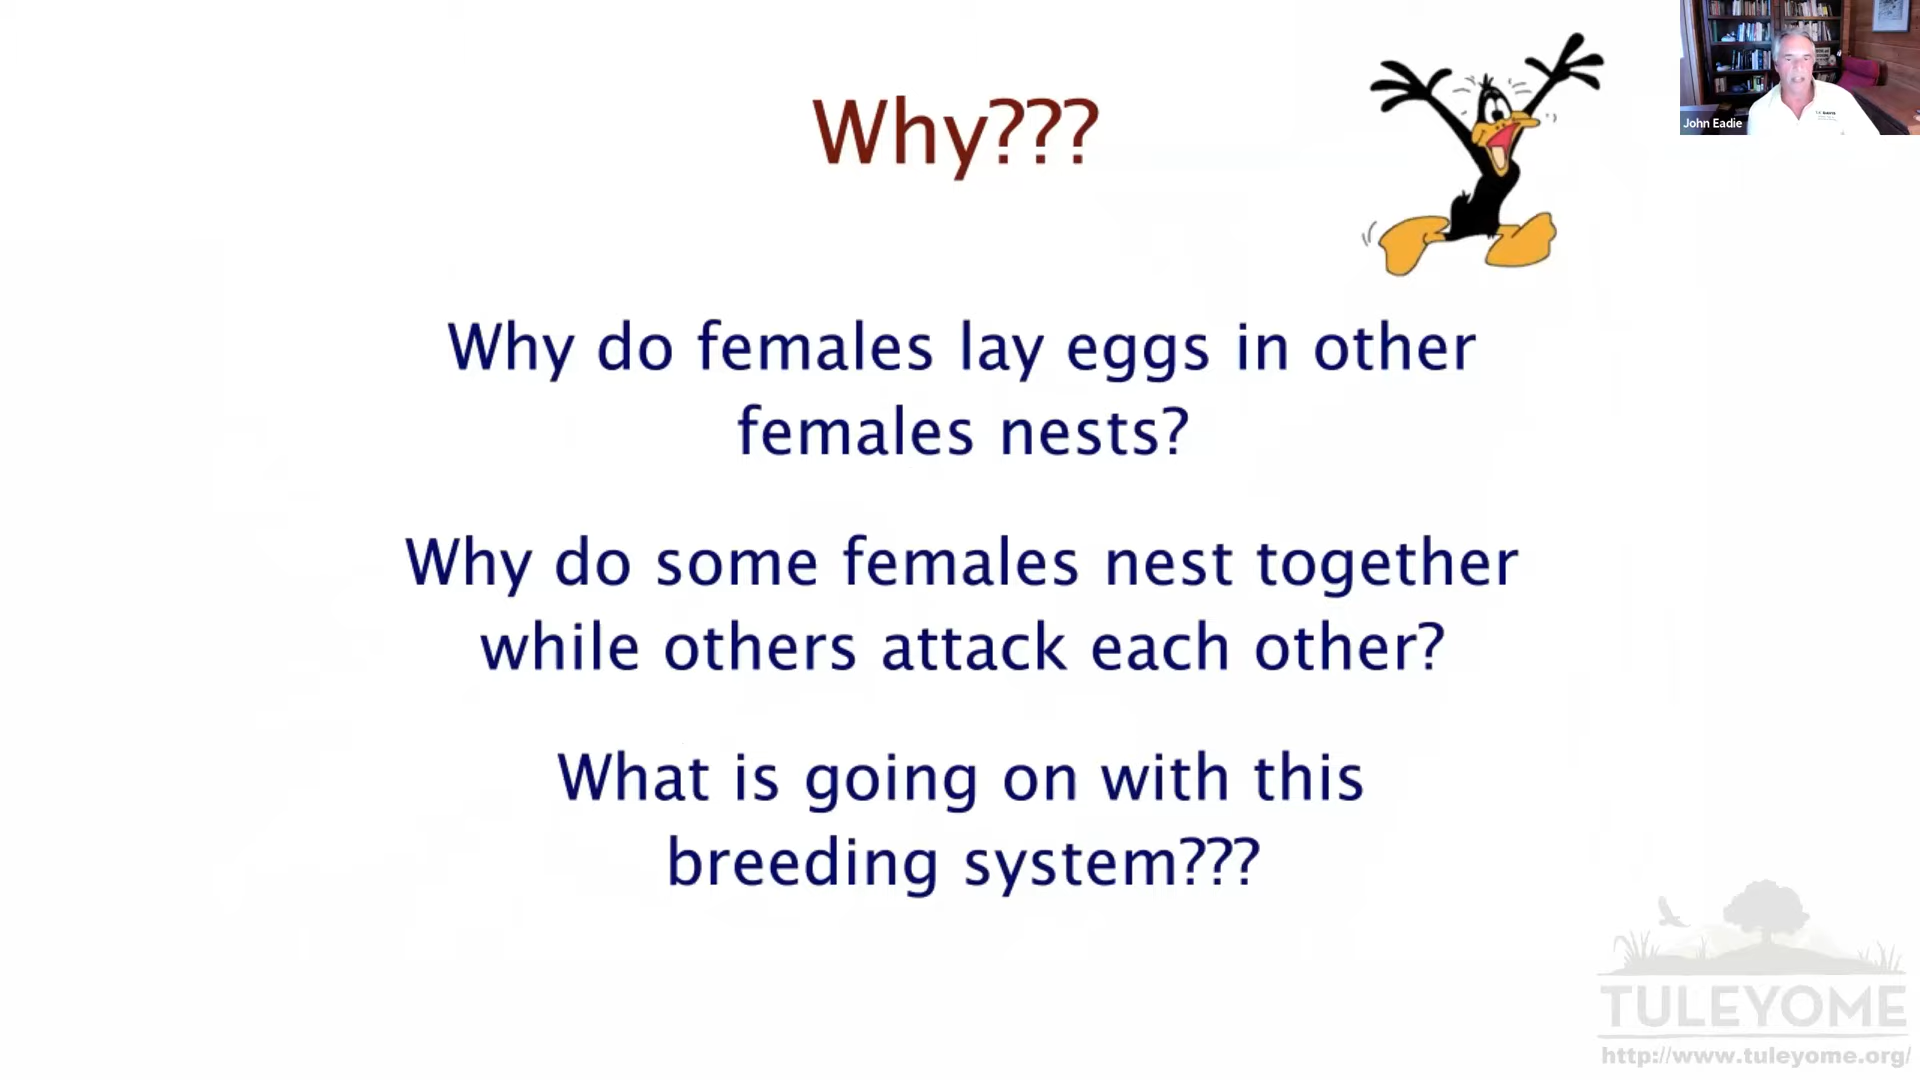 Why???
John Eadie
Why do females lay eggs in other
females nests?
Why do some females nest together
while others attack each other?
What is going on with this
breeding system???
TULEYOME
http://www.tuleyome.org/